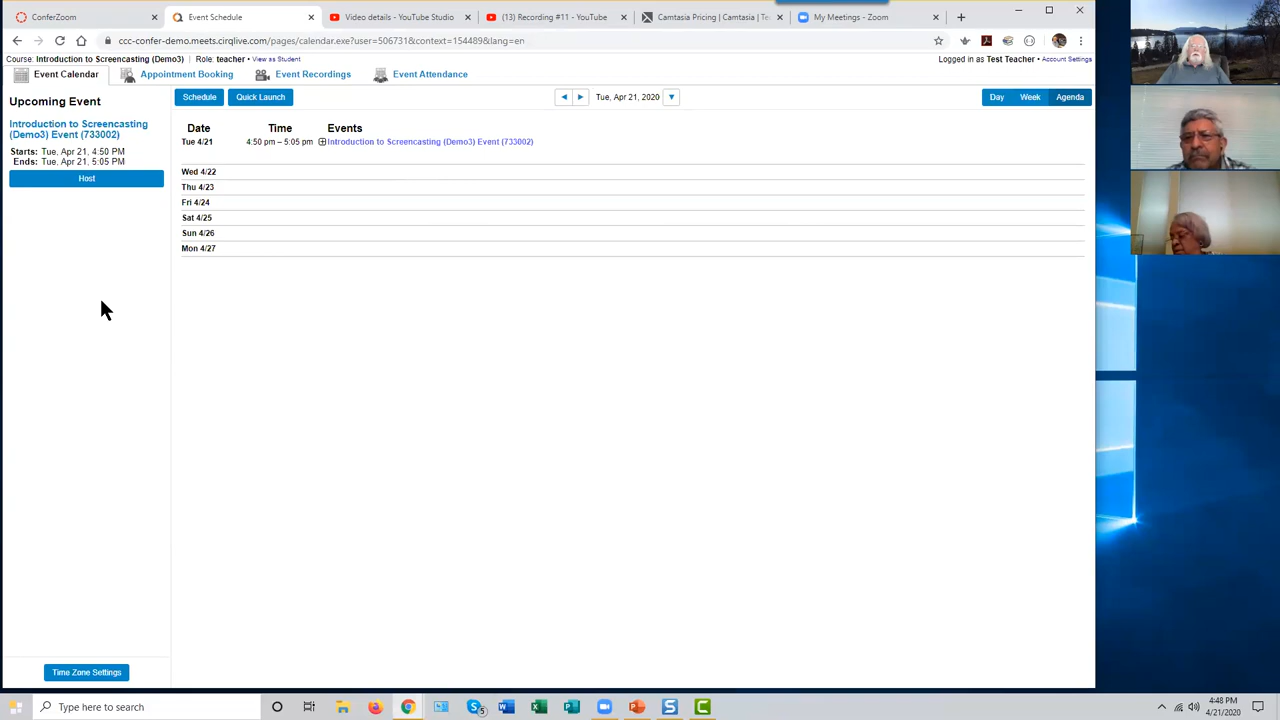 ConferZoom
Event Schedule
Video details - YouTube Studio
(13) Recording #11 - YouTube
Camtasia Pricing | Camtasia | Te
My Meetings - Zoom
ccc-confer-demo.meets.cirqlive.com/pages/calendar.exe?user=506731&context=154489&lang=en
Course: Introduction to Screencasting (Demo3) Role: teacher • View as Student
Logged in as Test Teacher • Account Settings
Event Calendar
Appointment Booking
Event Recordings
Event Attendance
Upcoming Event
Introduction to Screencasting
(Demo3) Event (733002)
Starts: Tue, Apr 21, 4:50 PM
Ends: Tue, Apr 21, 5:05 PM
Host
Schedule
Quick Launch
Tue, Apr 21, 2020
Day
Week
Agenda
Date Time Events
Tue 4/21 4:50 pm – 5:05 pm Introduction to Screencasting (Demo3) Event (733002)
Wed 4/22
Thu 4/23
Fri 4/24
Sat 4/25
Sun 4/26
Mon 4/27
Time Zone Settings
Type here to search
5
4:48 PM
4/21/2020